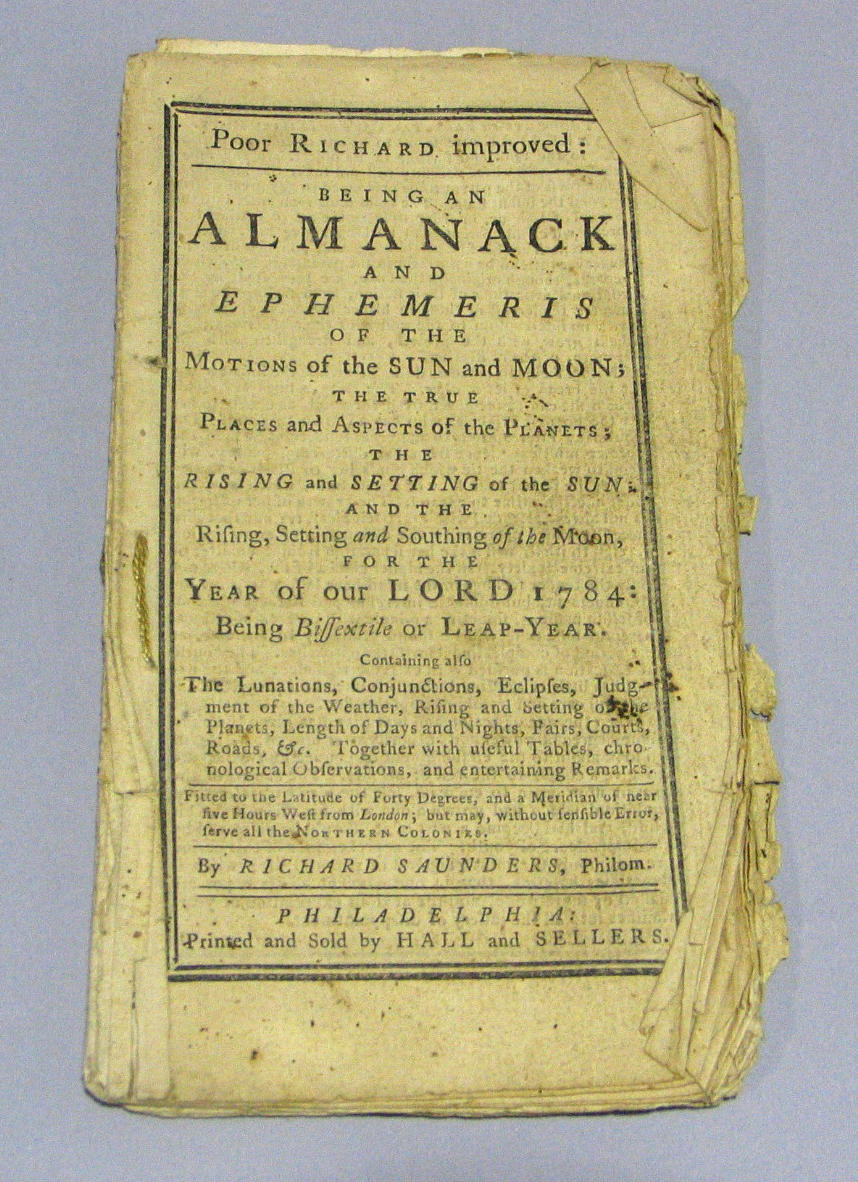 Poor RICHARD improved:
BEING AN
ALMANACK
AND
EPHEMERIS
OF THE
MOTIONS of the SUN and MOON;
THE TRUE
PLACES and ASPECTS of the PLANETS;
THE
RISING and SETTING of the SUN;
AND THE
Riſing, Setting and Southing of the Moon,
FOR THE
YEAR of our LORD 1784:
Being Biſſextile or LEAP-YEAR.
Containing alſo
The Lunations, Conjunctions, Eclipſes, Judg-
ment of the Weather, Riſing and Setting of the
Planets, Length of Days and Nights, Fairs, Courts,
Roads, &c. Together with uſeful Tables, chro-
nological Obſervations, and entertaining Remarks.
Fitted to the Latitude of Forty Degrees, and a Meridian of near
five Hours Weſt from London; but may, without ſenſible Error,
ſerve all the NORTHERN COLONIES.
By RICHARD SAUNDERS, Philom.
PHILADELPHIA:
Printed and Sold by HALL and SELLERS.